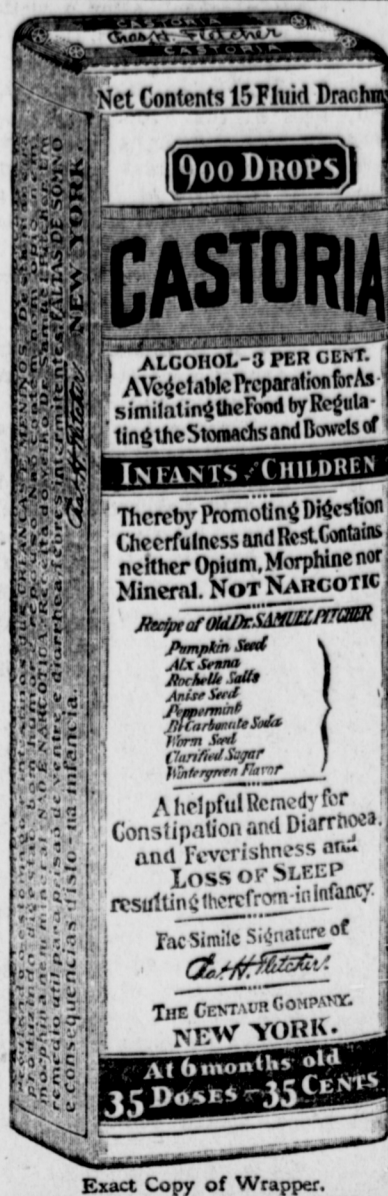 CASTORIA
Chas. H. Fletcher.
CASTORIA
Net Contents 15 Fluid Drachm
900 DROPS
CASTORIA
ALCOHOL-3 PER CENT.
A Vegetable Preparation for As-
similating the Food by Regula-
ting the Stomachs and Bowels of
INFANTS CHILDREN
Thereby Promoting Digestion
Cheerfulness and Rest. Contains
neither Opium, Morphine nor
Mineral. NOT NARCOTIC
Recipe of Old Dr. SAMUEL PITCHER
Pumpkin Seed
Alx Senna
Rochelle Salts
Anise Seed
Peppermint
Bi Carbonate Soda
Worm Seed
Clarified Sugar
Wintergreen Flavor
A helpful Remedy for
Constipation and Diarrhoea.
and Feverishness and
LOSS OF SLEEP
resulting therefrom-in Infancy.
Fac Simile Signature of
Chas. H. Fletcher.
THE CENTAUR COMPANY.
NEW YORK.
At 6 months old
35 DOSES - 35 CENTS
e consequencias disto na infancia.
Chas. H. Fletcher NEW YORK.
Exact Copy of Wrapper.